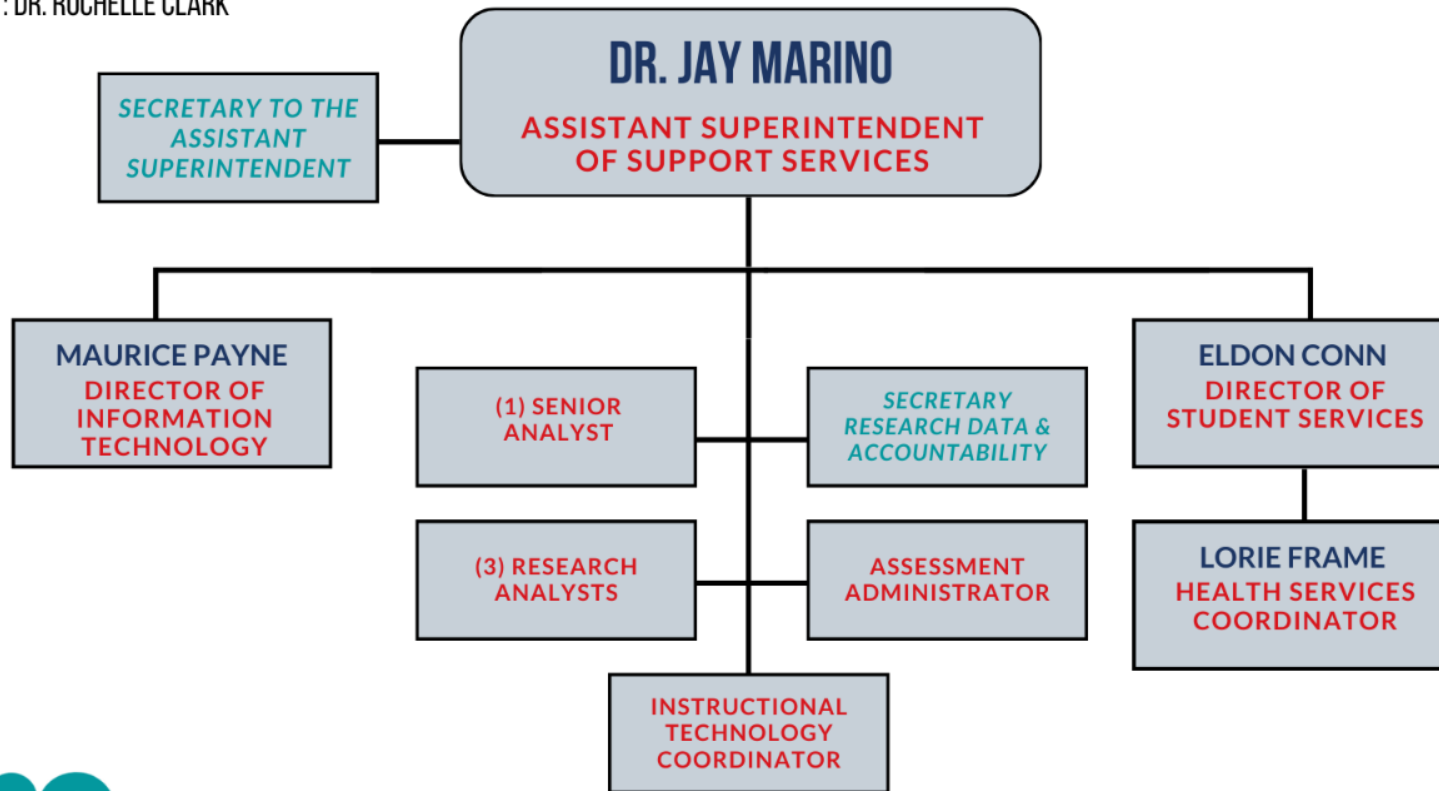 : DR. ROCHELLE CLARK
DR. JAY MARINO
ASSISTANT SUPERINTENDENT
OF SUPPORT SERVICES
SECRETARY TO THE
ASSISTANT
SUPERINTENDENT
MAURICE PAYNE
DIRECTOR OF
INFORMATION
TECHNOLOGY
(1) SENIOR
ANALYST
SECRETARY
RESEARCH DATA &
ACCOUNTABILITY
ELDON CONN
DIRECTOR OF
STUDENT SERVICES
(3) RESEARCH
ANALYSTS
ASSESSMENT
ADMINISTRATOR
LORIE FRAME
HEALTH SERVICES
COORDINATOR
INSTRUCTIONAL
TECHNOLOGY
COORDINATOR